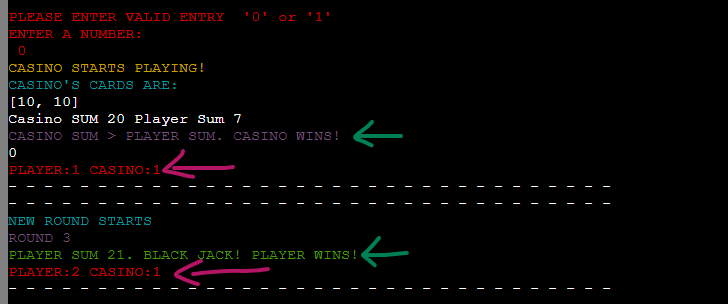 PLEASE ENTER VALID ENTRY  '0' or '1'
ENTER A NUMBER:
0
CASINO STARTS PLAYING!
CASINO'S CARDS ARE:
[10, 10]
Casino SUM 20 Player Sum 7
CASINO SUM > PLAYER SUM. CASINO WINS!
0
PLAYER:1 CASINO:1
- - - - - - - - - - - - - - - - - - - - - - - - - - - - - - - - - - -
- - - - - - - - - - - - - - - - - - - - - - - - - - - - - - - - - - -
NEW ROUND STARTS
ROUND 3
PLAYER SUM 21. BLACK JACK! PLAYER WINS!
PLAYER:2 CASINO:1
- - - - - - - - - - - - - - - - - - - - - - - - - - - - - - - - - - -